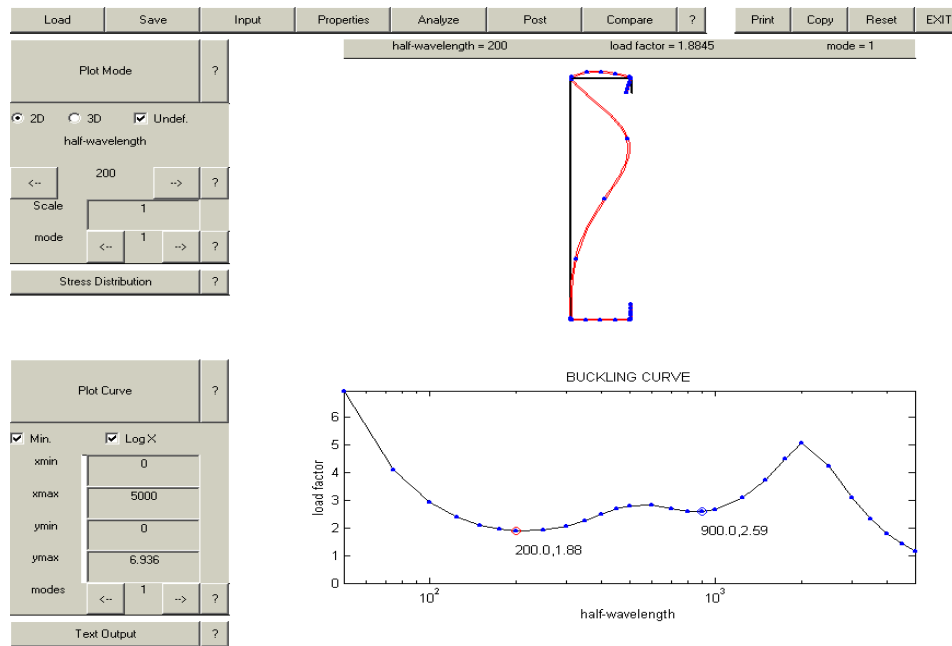 Load Save Input Properties Analyze Post Compare ? Print Copy Reset EXIT
half-wavelength = 200 load factor = 1.8845 mode = 1
Plot Mode ?
2D 3D Undef.
half-wavelength
<-- 200 --> ?
Scale 1
mode <-- 1 --> ?
Stress Distribution ?
Plot Curve ?
Min. Log X
xmin 0
xmax 5000
ymin 0
ymax 6.936
modes <-- 1 --> ?
Text Output ?
BUCKLING CURVE
load factor
6
5
4
3
2
1
0
200.0,1.88
900.0,2.59
10² 10³
half-wavelength